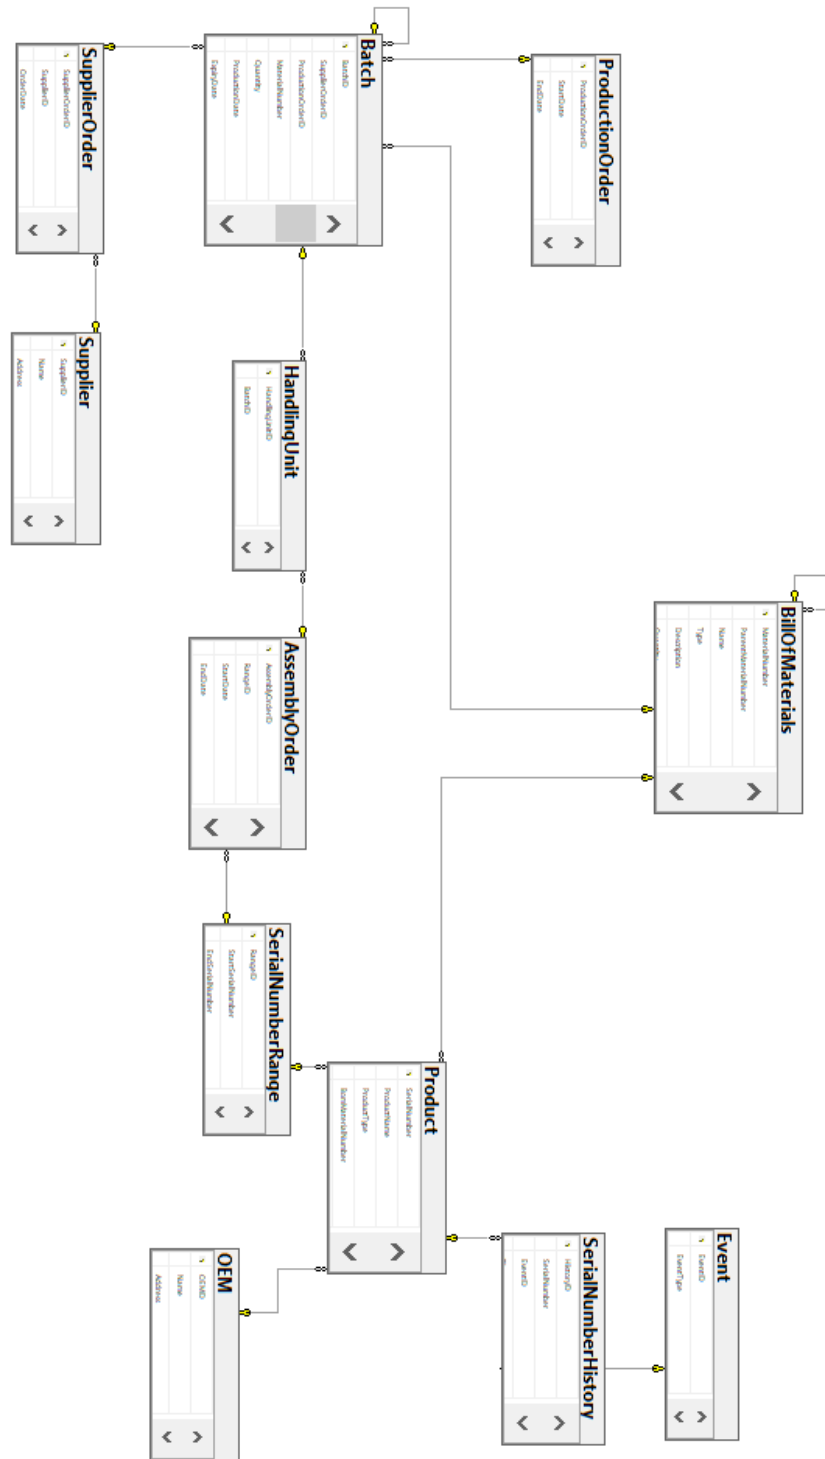 SupplierOrder
SupplierOrderID
SupplierID
OrderDate
Batch
BatchID
SupplierOrderID
ProductionOrderID
MaterialNumber
Quantity
ProductionDate
ExpiryDate
ProductionOrder
ProductionOrderID
StartDate
EndDate
Supplier
SupplierID
Name
Address
HandlingUnit
HandlingUnitID
BatchID
BillOfMaterials
MaterialNumber
ParentMaterialNumber
Name
Type
Description
AssemblyOrder
AssemblyOrderID
RangeID
StartDate
EndDate
SerialNumberRange
RangeID
StartSerialNumber
EndSerialNumber
Product
SerialNumber
ProductName
ProductType
BomMaterialNumber
SerialNumberHistory
HistoryID
SerialNumber
EventID
Event
EventID
EventType
OEM
OEMID
Name
Address